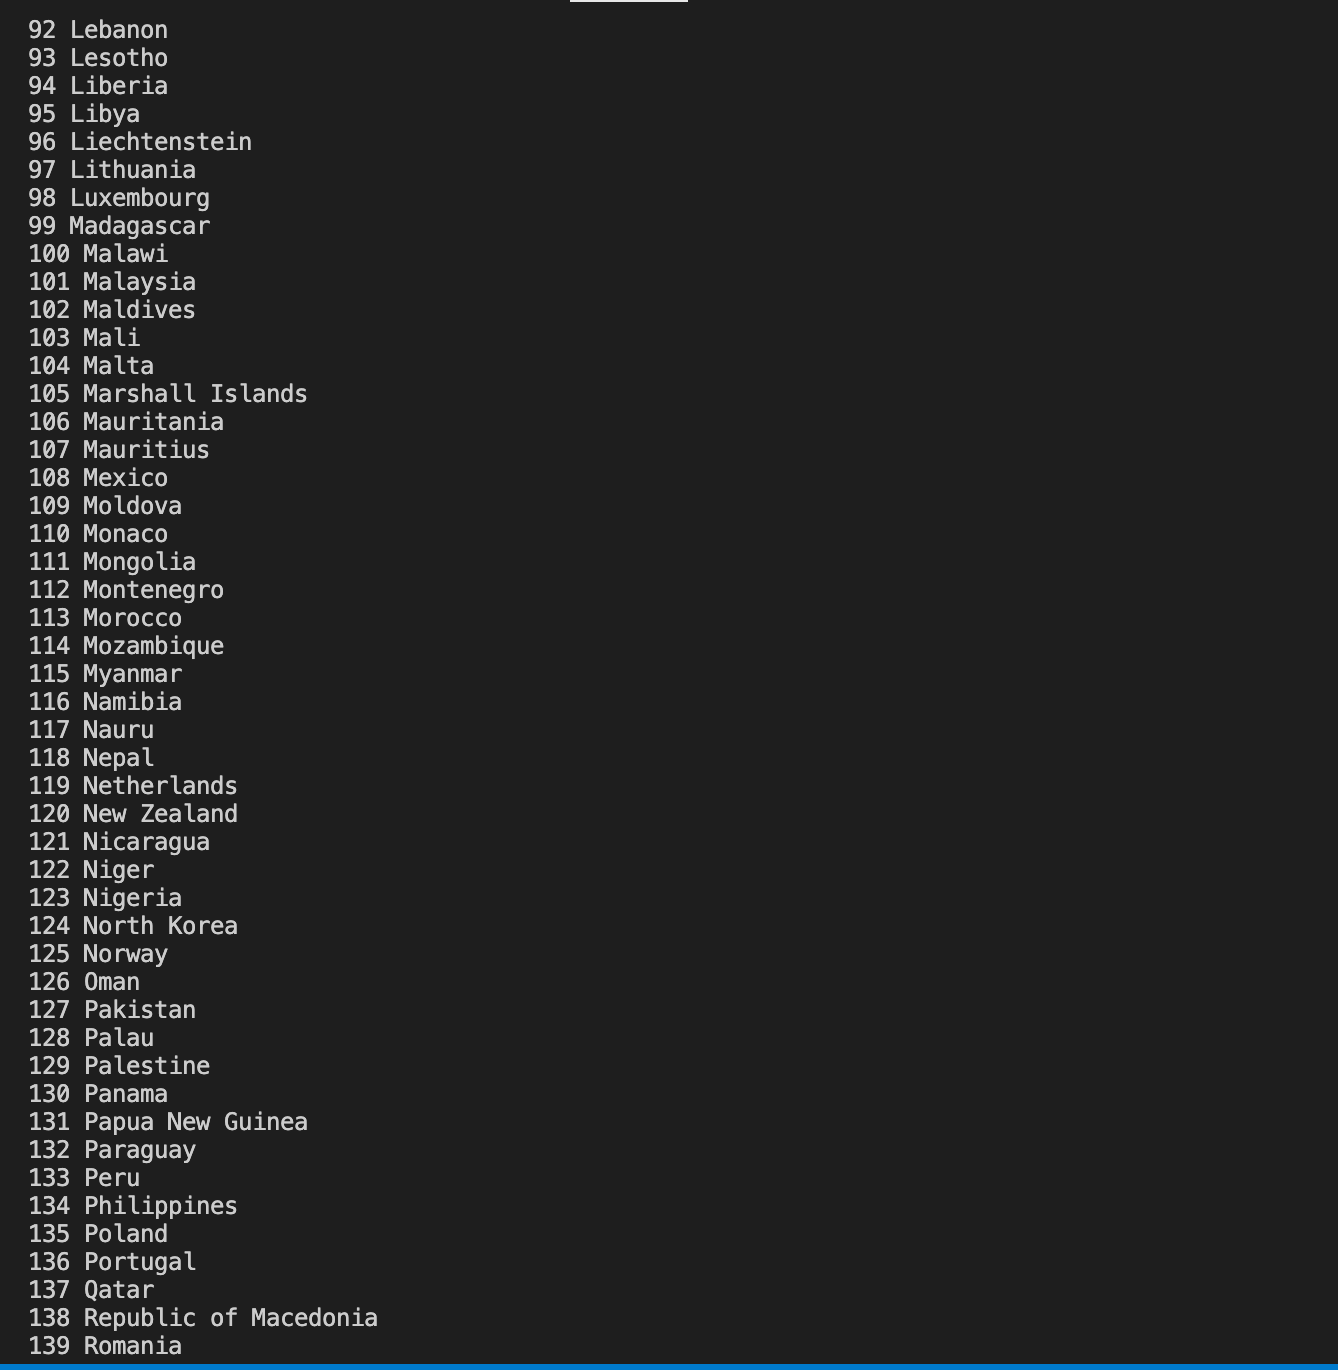 92 Lebanon
93 Lesotho
94 Liberia
95 Libya
96 Liechtenstein
97 Lithuania
98 Luxembourg
99 Madagascar
100 Malawi
101 Malaysia
102 Maldives
103 Mali
104 Malta
105 Marshall Islands
106 Mauritania
107 Mauritius
108 Mexico
109 Moldova
110 Monaco
111 Mongolia
112 Montenegro
113 Morocco
114 Mozambique
115 Myanmar
116 Namibia
117 Nauru
118 Nepal
119 Netherlands
120 New Zealand
121 Nicaragua
122 Niger
123 Nigeria
124 North Korea
125 Norway
126 Oman
127 Pakistan
128 Palau
129 Palestine
130 Panama
131 Papua New Guinea
132 Paraguay
133 Peru
134 Philippines
135 Poland
136 Portugal
137 Qatar
138 Republic of Macedonia
139 Romania